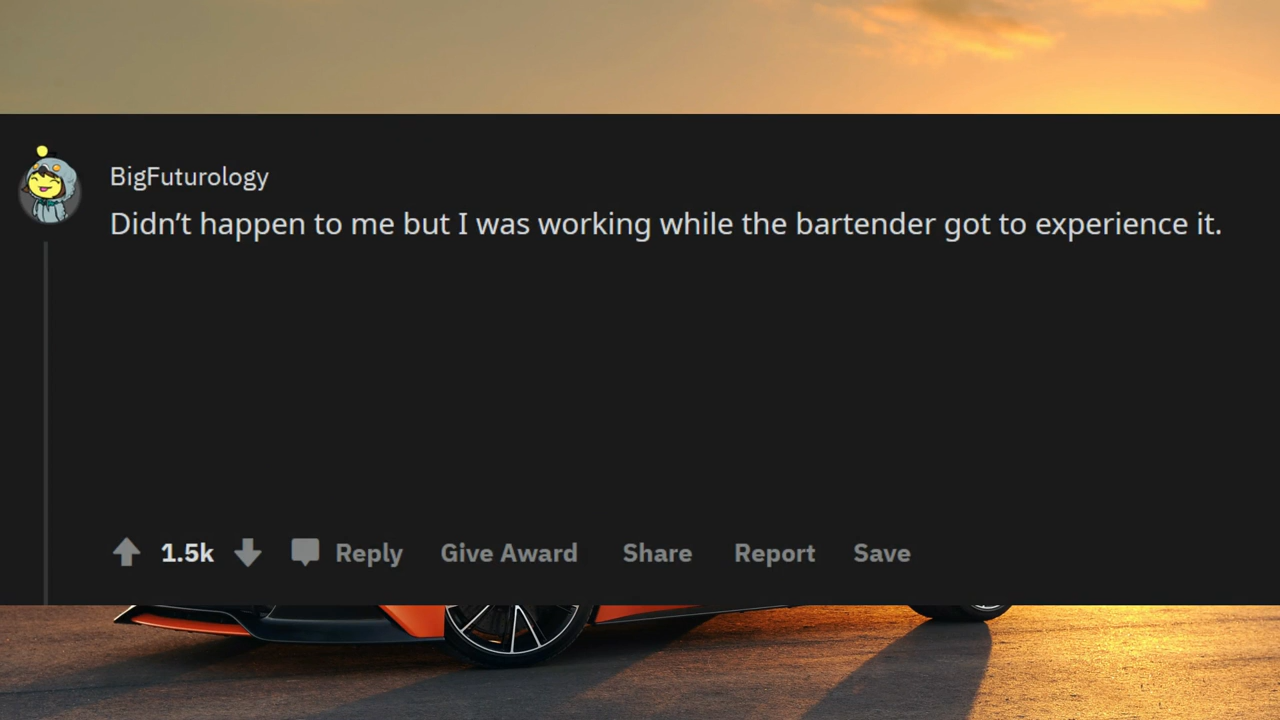 BigFuturology
Didn’t happen to me but I was working while the bartender got to experience it.
1.5k Reply Give Award Share Report Save